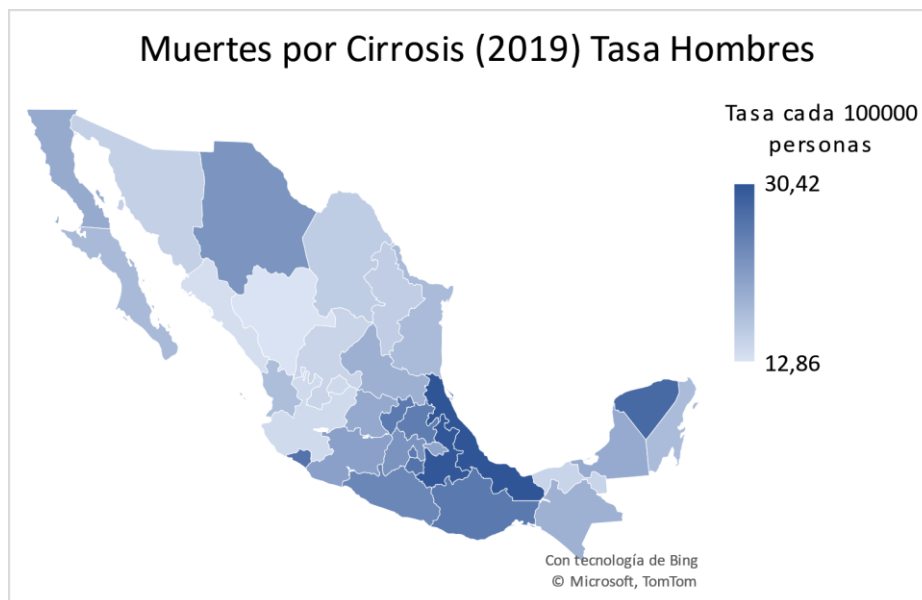 Muertes por Cirrosis (2019) Tasa Hombres
Tasa cada 100000
personas
30,42
12,86
Con tecnología de Bing
© Microsoft, TomTom